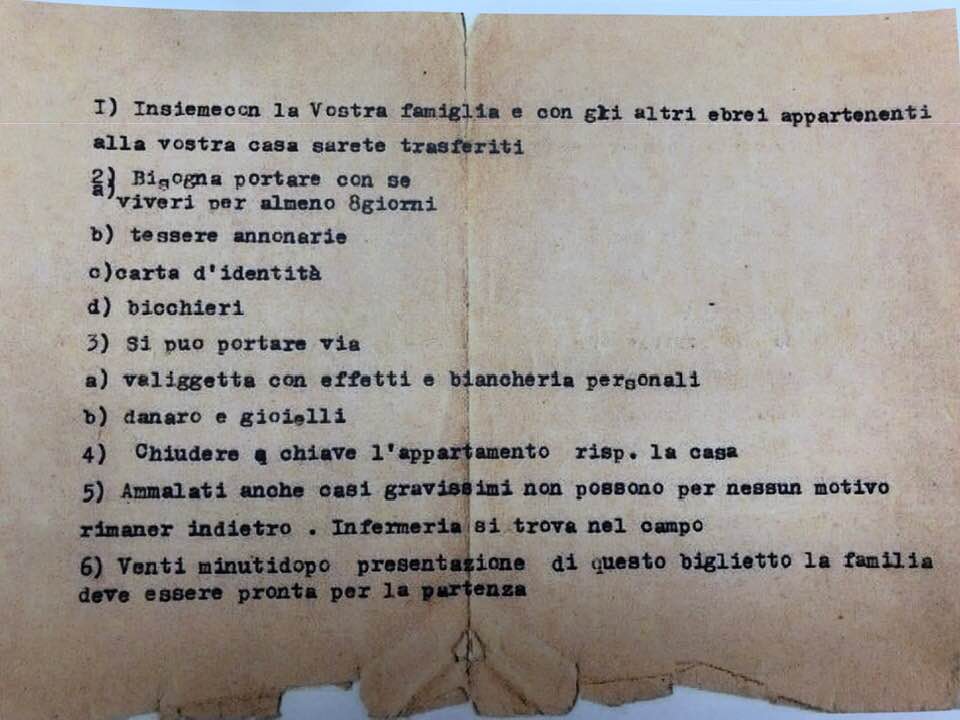 I) Insiemecon la Vostra famiglia e con gli altri ebrei appartenenti
alla vostra casa sarete trasferiti
2) Bisogna portare con se
a) viveri per almeno 8giorni
b) tessere annonarie
c)carta d'identità
d) bicchieri
3) Si puo portare via
a) valiggetta con effetti e biancheria personali
b) danaro e gioielli
4) Chiudere a chiave l'appartamento risp. la casa
5) Ammalati anche casi gravissimi non possono per nessun motivo
rimaner indietro . Infermeria si trova nel campo
6) Venti minutidopo presentazione di questo biglietto la familia
deve essere pronta per la partenza